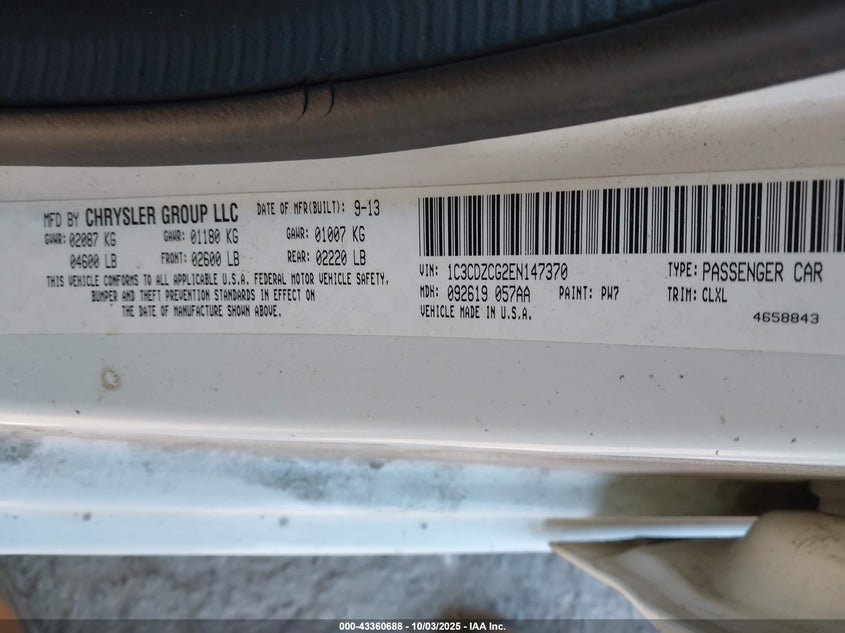 MFD BY CHRYSLER GROUP LLC DATE OF MFR(BUILT): 9-13
GVWR: 02087 KG GAWR: 01180 KG GAWR: 01007 KG
04600 LB FRONT: 02600 LB REAR: 02220 LB
THIS VEHICLE CONFORMS TO ALL APPLICABLE U.S.A. FEDERAL MOTOR VEHICLE SAFETY,
BUMPER AND THEFT PREVENTION STANDARDS IN EFFECT ON
THE DATE OF MANUFACTURE SHOWN ABOVE.
VIN: 1C3CDZCG2EN147370 TYPE: PASSENGER CAR
MDH: 092619 057AA PAINT: PW7 TRIM: CLXL
VEHICLE MADE IN U.S.A.
4658843
000-43360688 - 10/03/2025 - IAA Inc.